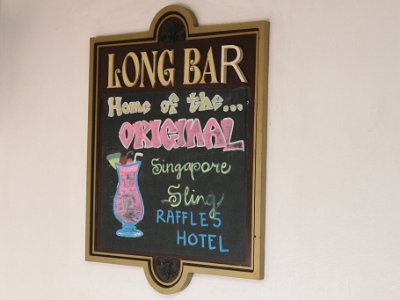 LONG BAR
Home of the...
ORIGINAL
Singapore
Sling
RAFFLES
HOTEL